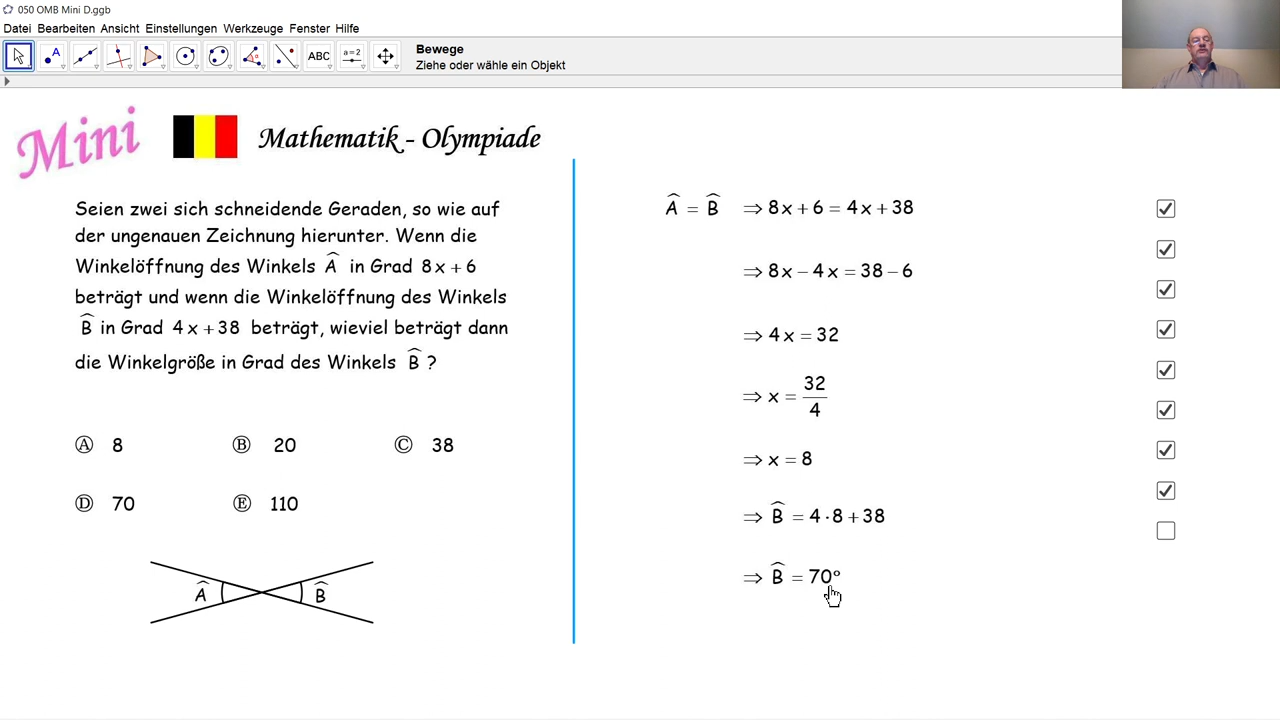 050 OMB Mini D.ggb
Datei Bearbeiten Ansicht Einstellungen Werkzeuge Fenster Hilfe
A
ABC
a=2
Bewege
Ziehe oder wähle ein Objekt
Mini
Mathematik - Olympiade
Seien zwei sich schneidende Geraden, so wie auf
der ungenauen Zeichnung hierunter. Wenn die
Winkelöffnung des Winkels Â in Grad 8x + 6
beträgt und wenn die Winkelöffnung des Winkels
B̂ in Grad 4x + 38 beträgt, wieviel beträgt dann
die Winkelgröße in Grad des Winkels B̂ ?
Ⓐ 8 Ⓑ 20 Ⓒ 38
Ⓓ 70 Ⓔ 110
Â B̂
Â = B̂ ⇒ 8x + 6 = 4x + 38
⇒ 8x − 4x = 38 − 6
⇒ 4x = 32
⇒ x = 32/4
⇒ x = 8
⇒ B̂ = 4 · 8 + 38
⇒ B̂ = 70°